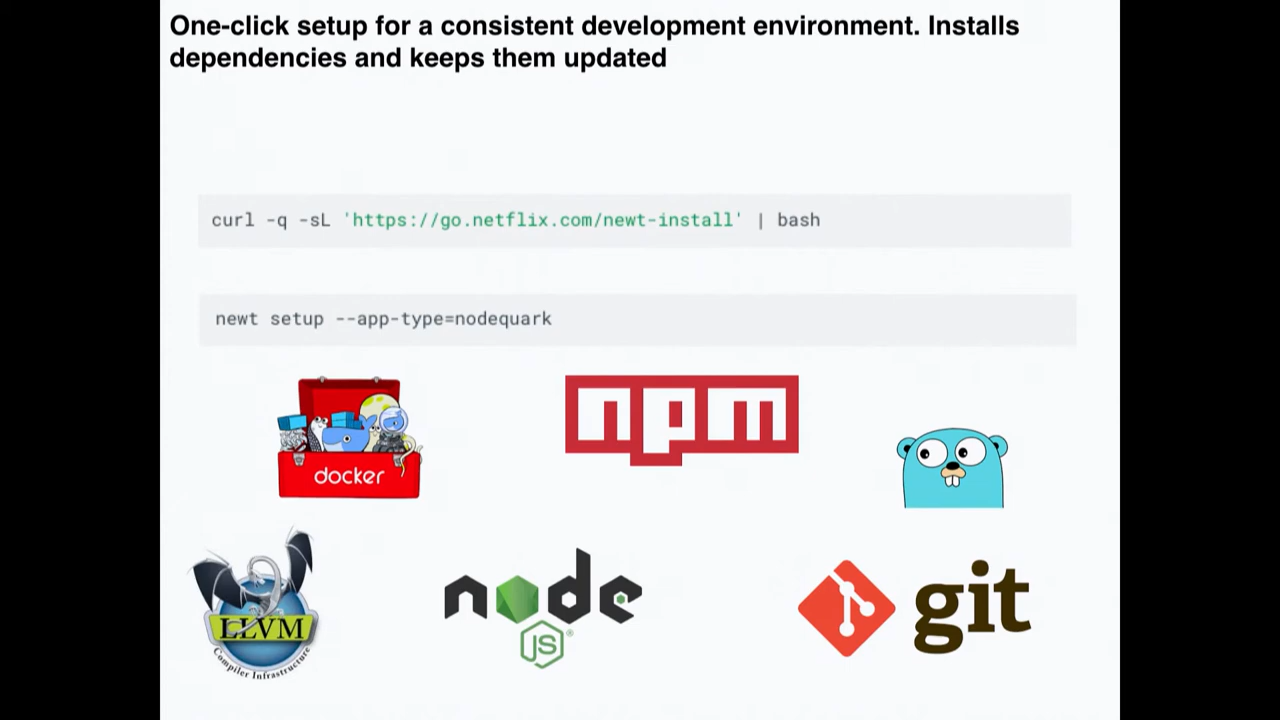 One-click setup for a consistent development environment. Installs
dependencies and keeps them updated
curl -q -sL 'https://go.netflix.com/newt-install' | bash
newt setup --app-type=nodequark
docker
npm
LLVM
Compiler Infrastructure
node
JS
®
git